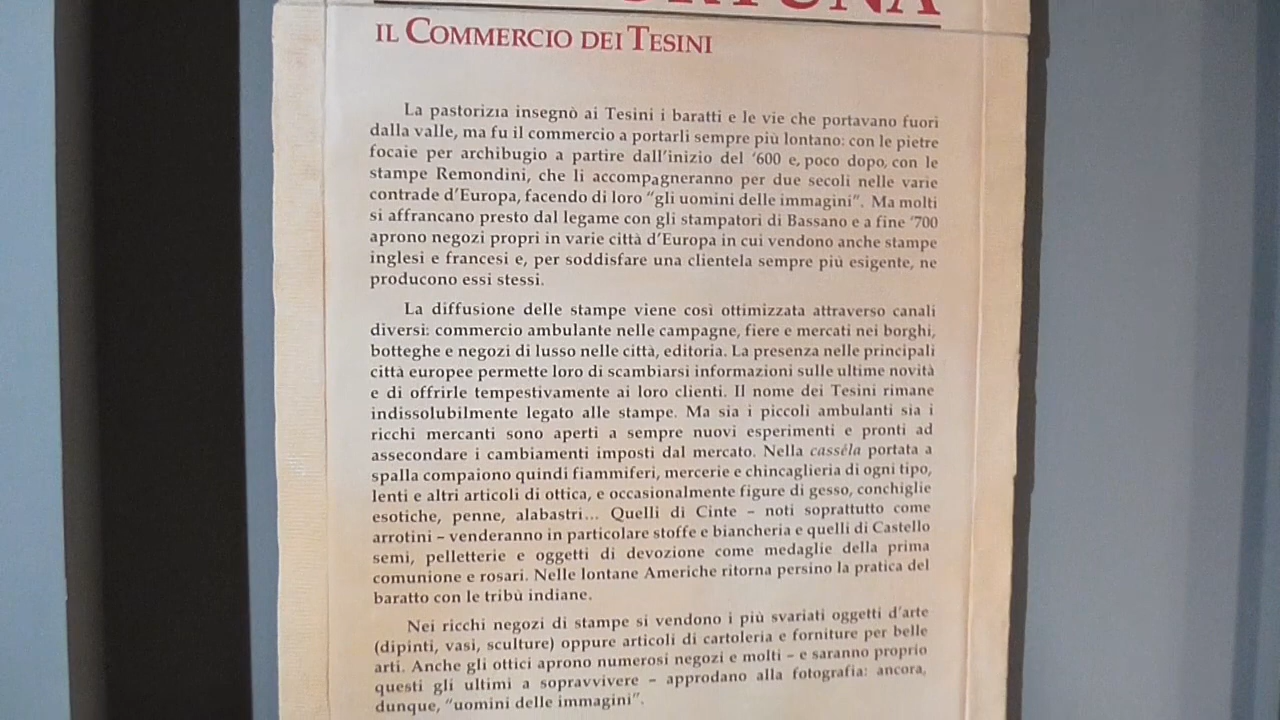 IL COMMERCIO DEI TESINI
La pastorizia insegnò ai Tesini i baratti e le vie che portavano fuori
dalla valle, ma fu il commercio a portarli sempre più lontano: con le pietre
focaie per archibugio a partire dall'inizio del '600 e, poco dopo, con le
stampe Remondini, che li accompagneranno per due secoli nelle varie
contrade d'Europa, facendo di loro "gli uomini delle immagini". Ma molti
si affrancano presto dal legame con gli stampatori di Bassano e a fine '700
aprono negozi propri in varie città d'Europa in cui vendono anche stampe
inglesi e francesi e, per soddisfare una clientela sempre più esigente, ne
producono essi stessi.
La diffusione delle stampe viene così ottimizzata attraverso canali
diversi: commercio ambulante nelle campagne, fiere e mercati nei borghi,
botteghe e negozi di lusso nelle città, editoria. La presenza nelle principali
città europee permette loro di scambiarsi informazioni sulle ultime novità
e di offrirle tempestivamente ai loro clienti. Il nome dei Tesini rimane
indissolubilmente legato alle stampe. Ma sia i piccoli ambulanti sia i
ricchi mercanti sono aperti a sempre nuovi esperimenti e pronti ad
assecondare i cambiamenti imposti dal mercato. Nella casséla portata a
spalla compaiono quindi fiammiferi, mercerie e chincaglieria di ogni tipo,
lenti e altri articoli di ottica, e occasionalmente figure di gesso, conchiglie
esotiche, penne, alabastri... Quelli di Cinte – noti soprattutto come
arrotini – venderanno in particolare stoffe e biancheria e quelli di Castello
semi, pelletterie e oggetti di devozione come medaglie della prima
comunione e rosari. Nelle lontane Americhe ritorna persino la pratica del
baratto con le tribù indiane.
Nei ricchi negozi di stampe si vendono i più svariati oggetti d'arte
(dipinti, vasi, sculture) oppure articoli di cartoleria e forniture per belle
arti. Anche gli ottici aprono numerosi negozi e molti – e saranno proprio
questi gli ultimi a sopravvivere – approdano alla fotografia: ancora,
dunque, "uomini delle immagini".